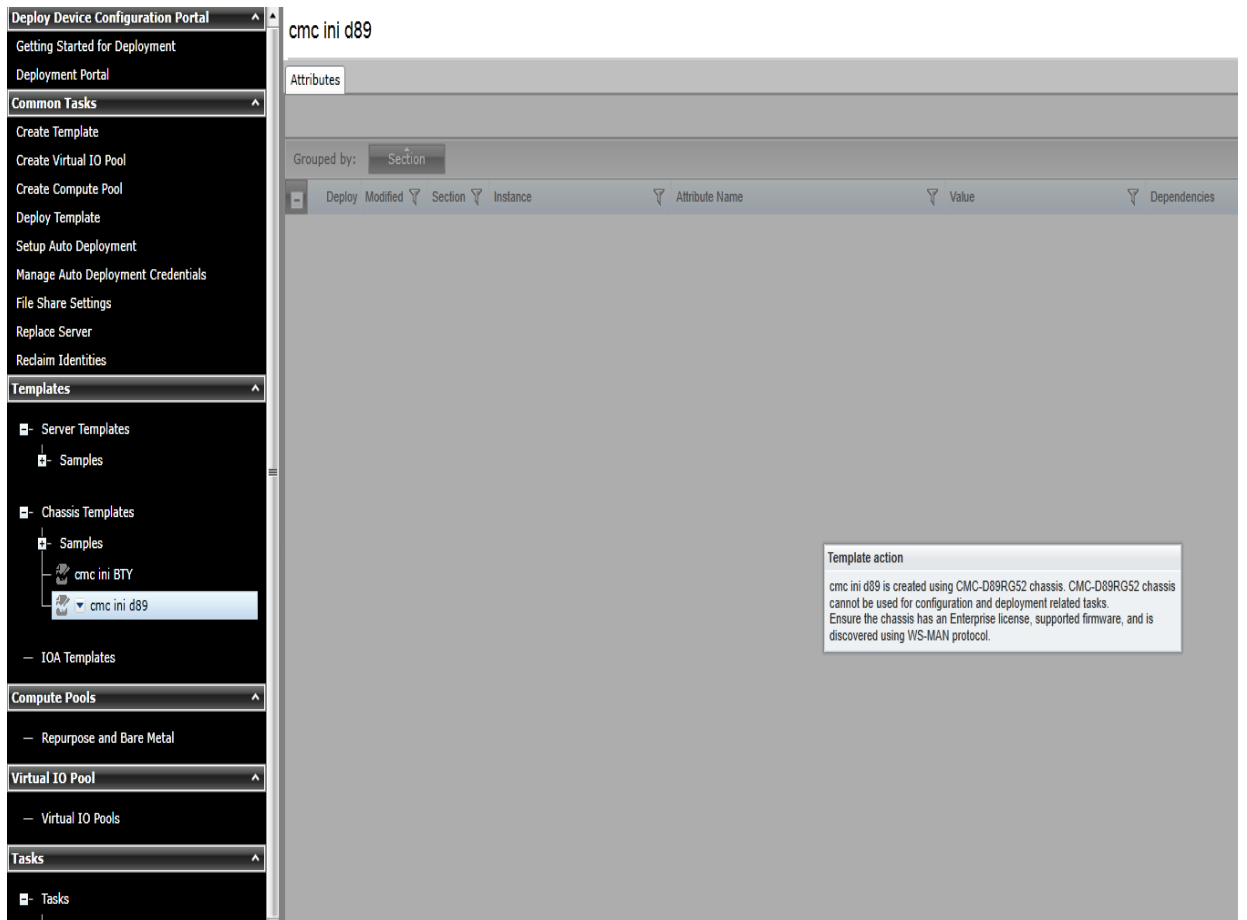 Deploy Device Configuration Portal
Getting Started for Deployment
Deployment Portal
Common Tasks
Create Template
Create Virtual IO Pool
Create Compute Pool
Deploy Template
Setup Auto Deployment
Manage Auto Deployment Credentials
File Share Settings
Replace Server
Reclaim Identities
Templates
Server Templates
Samples
Chassis Templates
Samples
cmc ini BTY
cmc ini d89
IOA Templates
Compute Pools
Repurpose and Bare Metal
Virtual IO Pool
Virtual IO Pools
Tasks
Tasks
cmc ini d89
Attributes
Grouped by: Section
Deploy Modified Section Instance Attribute Name Value Dependencies
Template action
cmc ini d89 is created using CMC-D89RG52 chassis. CMC-D89RG52 chassis
cannot be used for configuration and deployment related tasks.
Ensure the chassis has an Enterprise license, supported firmware, and is
discovered using WS-MAN protocol.